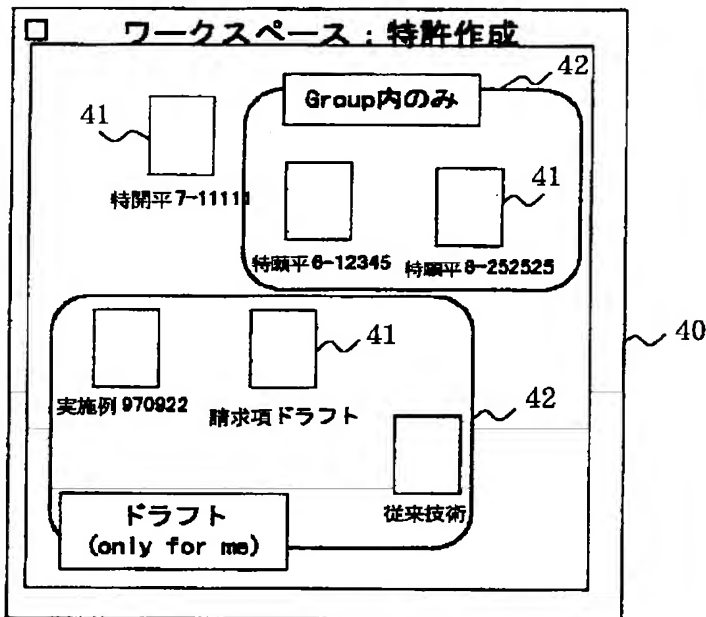 ワークスペース：特許作成
42
Group内のみ
41
41
特開平7-11111
特願平6-12345
特願平8-252525
40
41
42
実施例970922
請求項ドラフト
従来技術
ドラフト
(only for me)